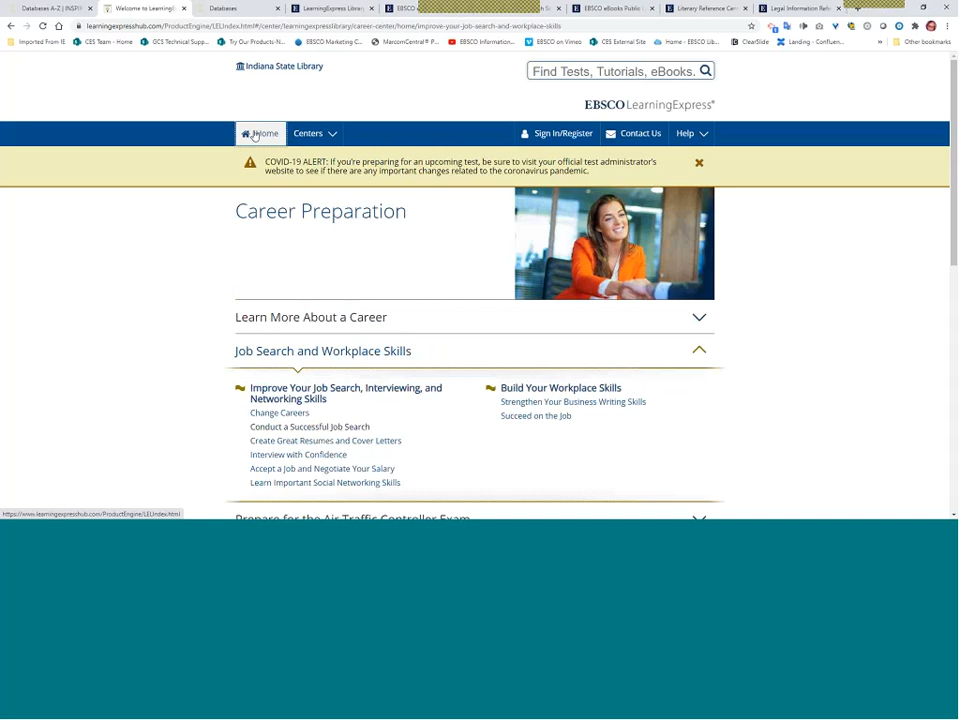 Databases A-Z | INSPI
Welcome to Learning
Databases
LearningExpress Librar
EBSCO
h Su
EBSCO eBooks Public
Literary Reference Cen
Legal Information Refe
learningexpresshub.com/ProductEngine/LELIndex.html#/center/learningexpresslibrary/career-center/home/improve-your-job-search-and-workplace-skills
Imported From IE
CES Team - Home
GCS Technical Supp...
Try Our Products-N...
EBSCO Marketing C...
MarcomCentral® P...
EBSCO Information...
EBSCO on Vimeo
CES External Site
Home - EBSCO Lib...
ClearSlide
Landing - Confluen...
»
Other bookmarks
Indiana State Library
Find Tests, Tutorials, eBooks.
EBSCO LearningExpress®
Home
Centers
Sign In/Register
Contact Us
Help
COVID-19 ALERT: If you're preparing for an upcoming test, be sure to visit your official test administrator's
website to see if there are any important changes related to the coronavirus pandemic.
Career Preparation
Learn More About a Career
Job Search and Workplace Skills
Improve Your Job Search, Interviewing, and
Networking Skills
Change Careers
Conduct a Successful Job Search
Create Great Resumes and Cover Letters
Interview with Confidence
Accept a Job and Negotiate Your Salary
Learn Important Social Networking Skills
Build Your Workplace Skills
Strengthen Your Business Writing Skills
Succeed on the Job
Prepare for the Air Traffic Controller Exam
https://www.learningexpresshub.com/ProductEngine/LELIndex.html